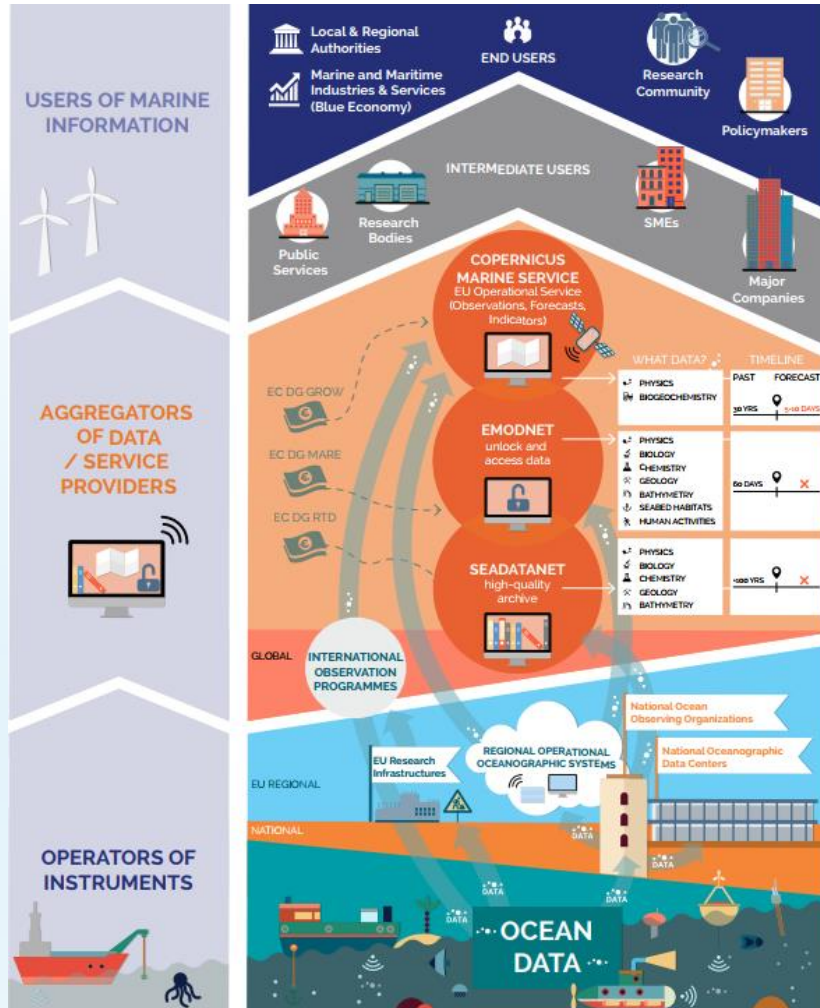 USERS OF MARINE
INFORMATION
AGGREGATORS
OF DATA
/ SERVICE
PROVIDERS
OPERATORS OF
INSTRUMENTS
Local & Regional
Authorities
Marine and Maritime
Industries & Services
(Blue Economy)
END USERS
Research
Community
Policymakers
INTERMEDIATE USERS
Public
Services
Research
Bodies
SMEs
Major
Companies
COPERNICUS
MARINE SERVICE
EU Operational Service
(Observations, Forecasts,
Indicators)
EC DG GROW
EC DG MARE
EC DG RTD
EMODNET
unlock and
access data
SEADATANET
high-quality
archive
WHAT DATA?
TIMELINE
PHYSICS
BIOGEOCHEMISTRY
PAST FORECAST
30 YRS 5-10 DAYS
PHYSICS
BIOLOGY
CHEMISTRY
GEOLOGY
BATHYMETRY
SEABED HABITATS
HUMAN ACTIVITIES
60 DAYS
PHYSICS
BIOLOGY
CHEMISTRY
GEOLOGY
BATHYMETRY
-100 YRS
GLOBAL
INTERNATIONAL
OBSERVATION
PROGRAMMES
EU REGIONAL
EU Research
Infrastructures
REGIONAL OPERATIONAL
OCEANOGRAPHIC SYSTEMS
National Ocean
Observing Organizations
National Oceanographic
Data Centers
NATIONAL
DATA
DATA
DATA
DATA
DATA
OCEAN
DATA